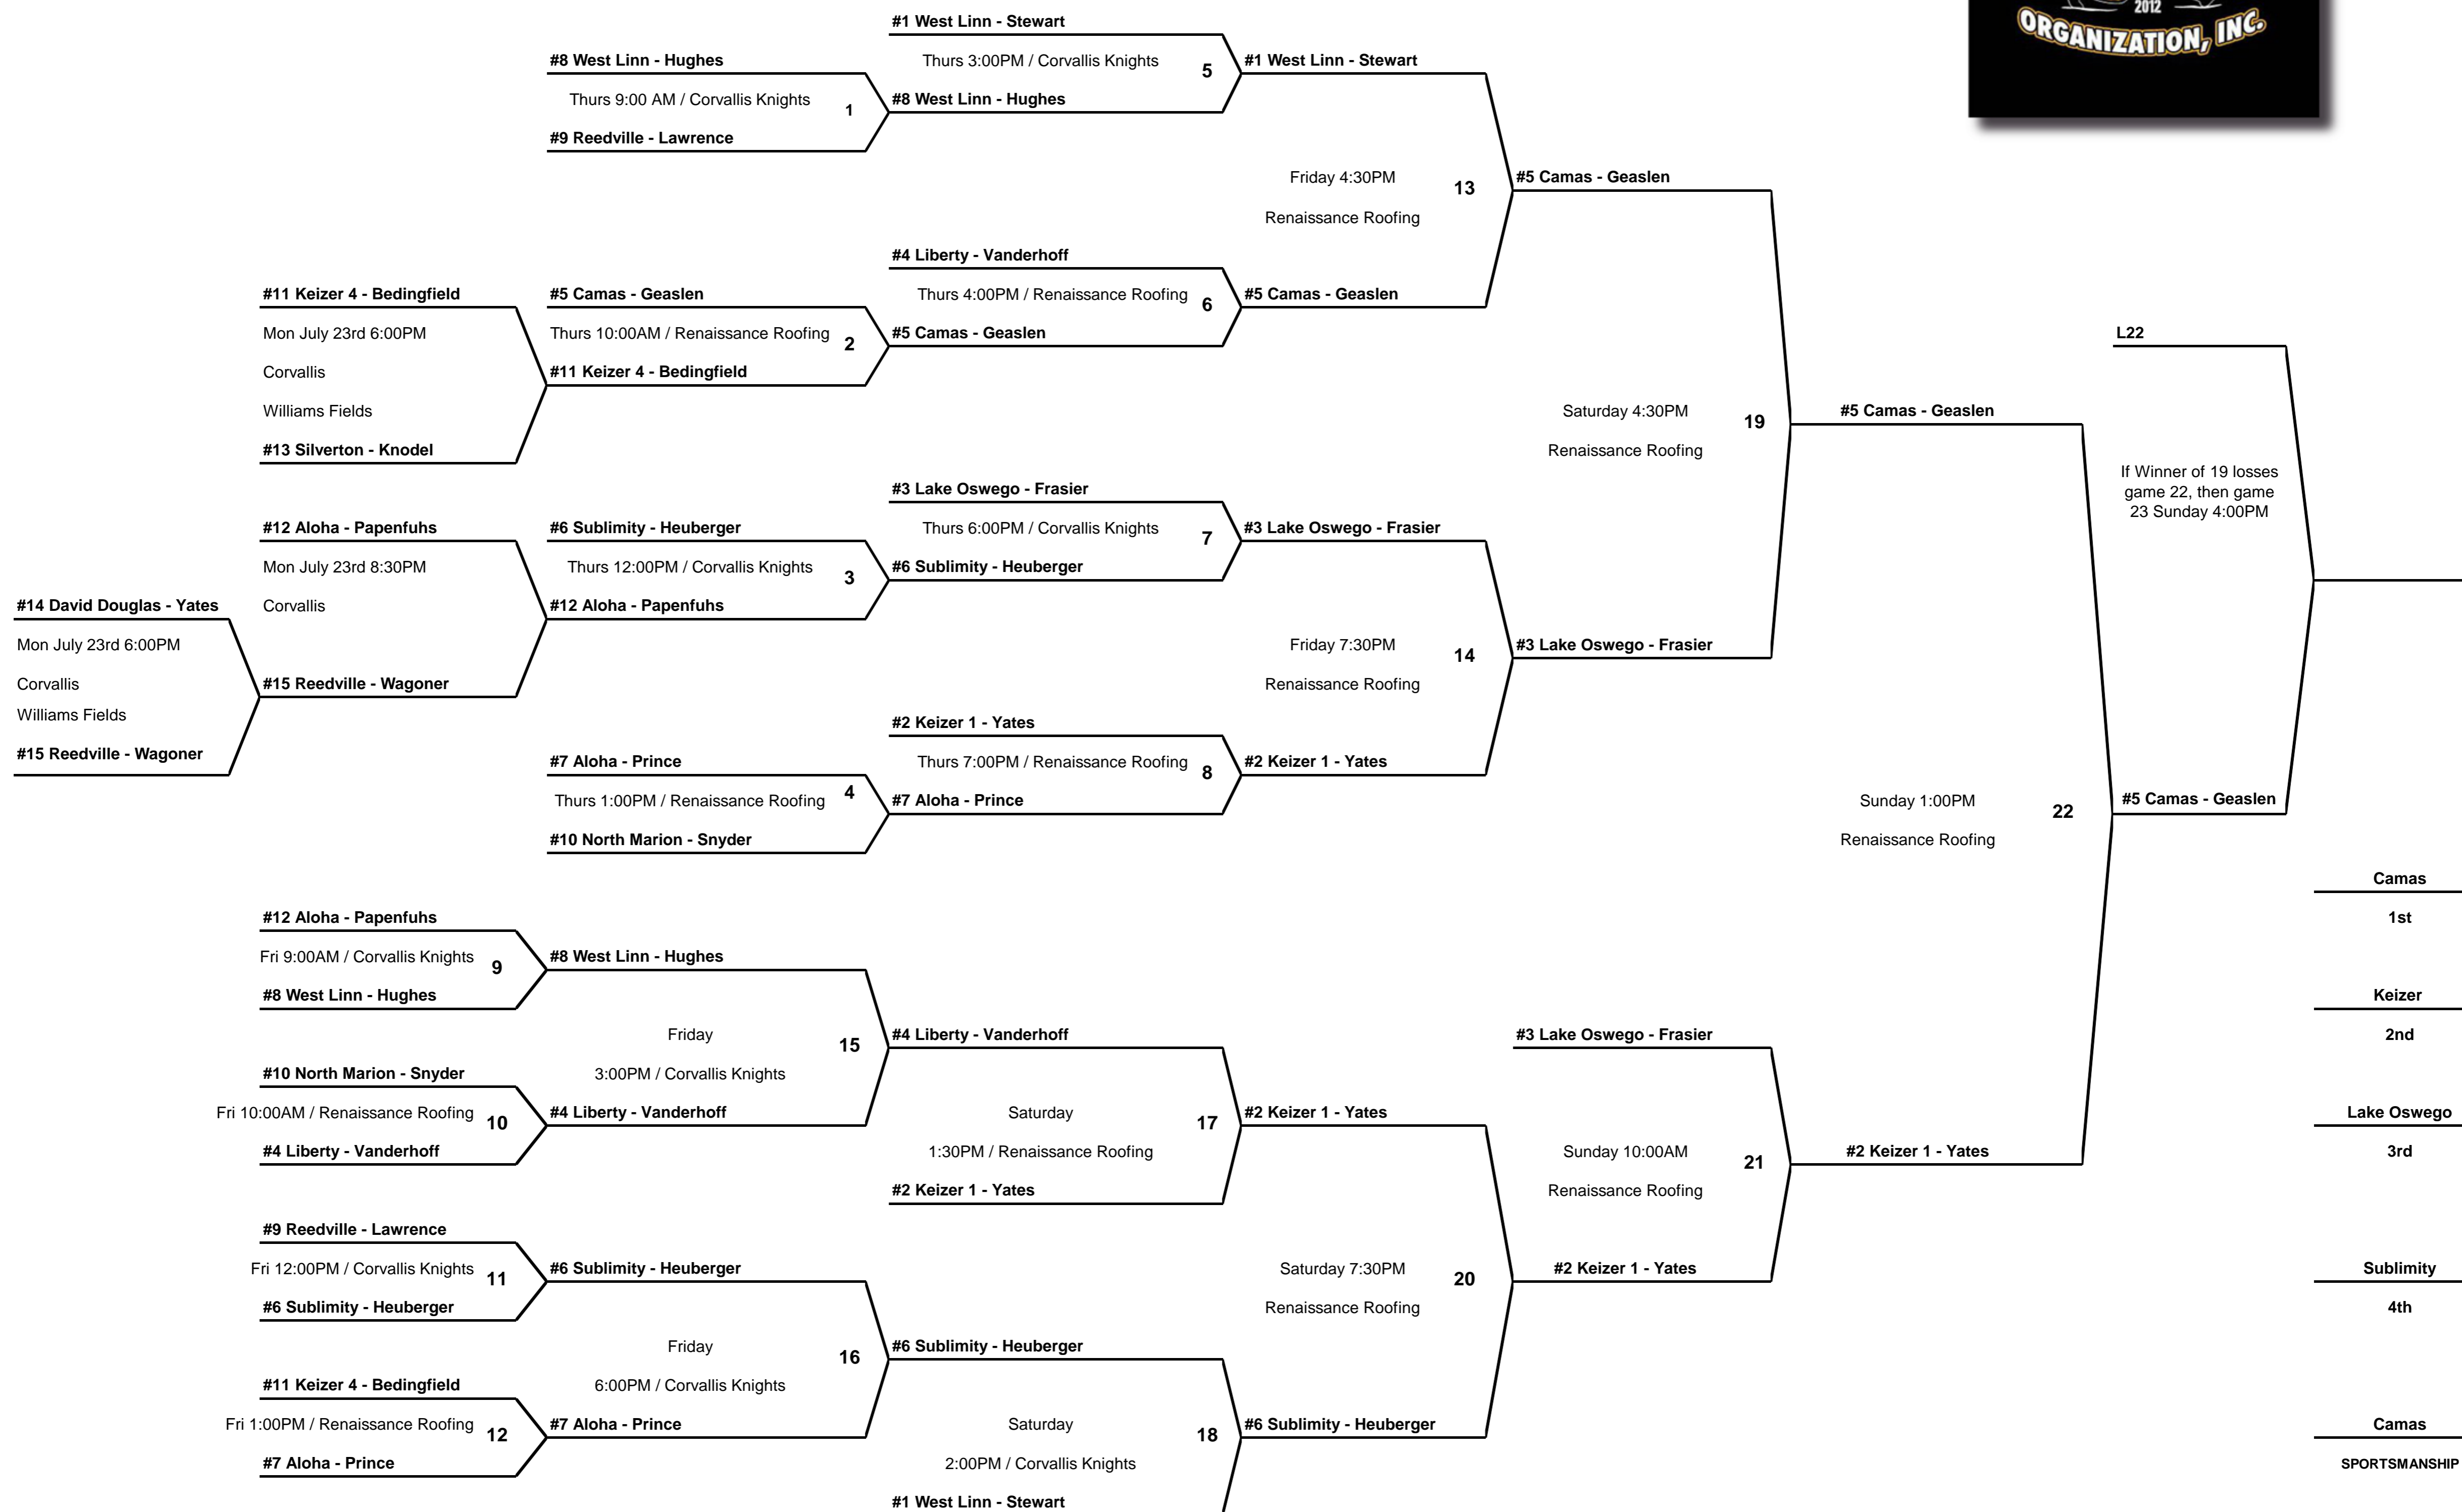 2012
ORGANIZATION, INC.
#1 West Linn - Stewart
#8 West Linn - Hughes
Thurs 3:00PM / Corvallis Knights
5
#1 West Linn - Stewart
Thurs 9:00 AM / Corvallis Knights
1
#8 West Linn - Hughes
#9 Reedville - Lawrence
Friday 4:30PM
13
#5 Camas - Geaslen
Renaissance Roofing
#4 Liberty - Vanderhoff
#11 Keizer 4 - Bedingfield
#5 Camas - Geaslen
Thurs 4:00PM / Renaissance Roofing
6
#5 Camas - Geaslen
Mon July 23rd 6:00PM
Thurs 10:00AM / Renaissance Roofing
2
#5 Camas - Geaslen
L22
Corvallis
#11 Keizer 4 - Bedingfield
Williams Fields
Saturday 4:30PM
19
#5 Camas - Geaslen
#13 Silverton - Knodel
Renaissance Roofing
If Winner of 19 losses
game 22, then game
23 Sunday 4:00PM
#3 Lake Oswego - Frasier
#12 Aloha - Papenfuhs
#6 Sublimity - Heuberger
Thurs 6:00PM / Corvallis Knights
7
#3 Lake Oswego - Frasier
Mon July 23rd 8:30PM
Thurs 12:00PM / Corvallis Knights
3
#6 Sublimity - Heuberger
#14 David Douglas - Yates
Corvallis
#12 Aloha - Papenfuhs
Mon July 23rd 6:00PM
Friday 7:30PM
14
#3 Lake Oswego - Frasier
Corvallis
#15 Reedville - Wagoner
Renaissance Roofing
Williams Fields
#2 Keizer 1 - Yates
#15 Reedville - Wagoner
#7 Aloha - Prince
Thurs 7:00PM / Renaissance Roofing
8
#2 Keizer 1 - Yates
Thurs 1:00PM / Renaissance Roofing
4
#7 Aloha - Prince
Sunday 1:00PM
22
#5 Camas - Geaslen
#10 North Marion - Snyder
Renaissance Roofing
Camas
1st
#12 Aloha - Papenfuhs
Fri 9:00AM / Corvallis Knights
9
#8 West Linn - Hughes
#8 West Linn - Hughes
Keizer
2nd
Friday
15
#4 Liberty - Vanderhoff
#3 Lake Oswego - Frasier
#10 North Marion - Snyder
3:00PM / Corvallis Knights
Fri 10:00AM / Renaissance Roofing
10
#4 Liberty - Vanderhoff
Saturday
17
#2 Keizer 1 - Yates
Lake Oswego
3rd
#4 Liberty - Vanderhoff
1:30PM / Renaissance Roofing
Sunday 10:00AM
21
#2 Keizer 1 - Yates
#2 Keizer 1 - Yates
Renaissance Roofing
#9 Reedville - Lawrence
Fri 12:00PM / Corvallis Knights
11
#6 Sublimity - Heuberger
Saturday 7:30PM
20
#2 Keizer 1 - Yates
Sublimity
4th
#6 Sublimity - Heuberger
Renaissance Roofing
Friday
16
#6 Sublimity - Heuberger
#11 Keizer 4 - Bedingfield
6:00PM / Corvallis Knights
Fri 1:00PM / Renaissance Roofing
12
#7 Aloha - Prince
Saturday
18
#6 Sublimity - Heuberger
Camas
#7 Aloha - Prince
2:00PM / Corvallis Knights
SPORTSMANSHIP
#1 West Linn - Stewart